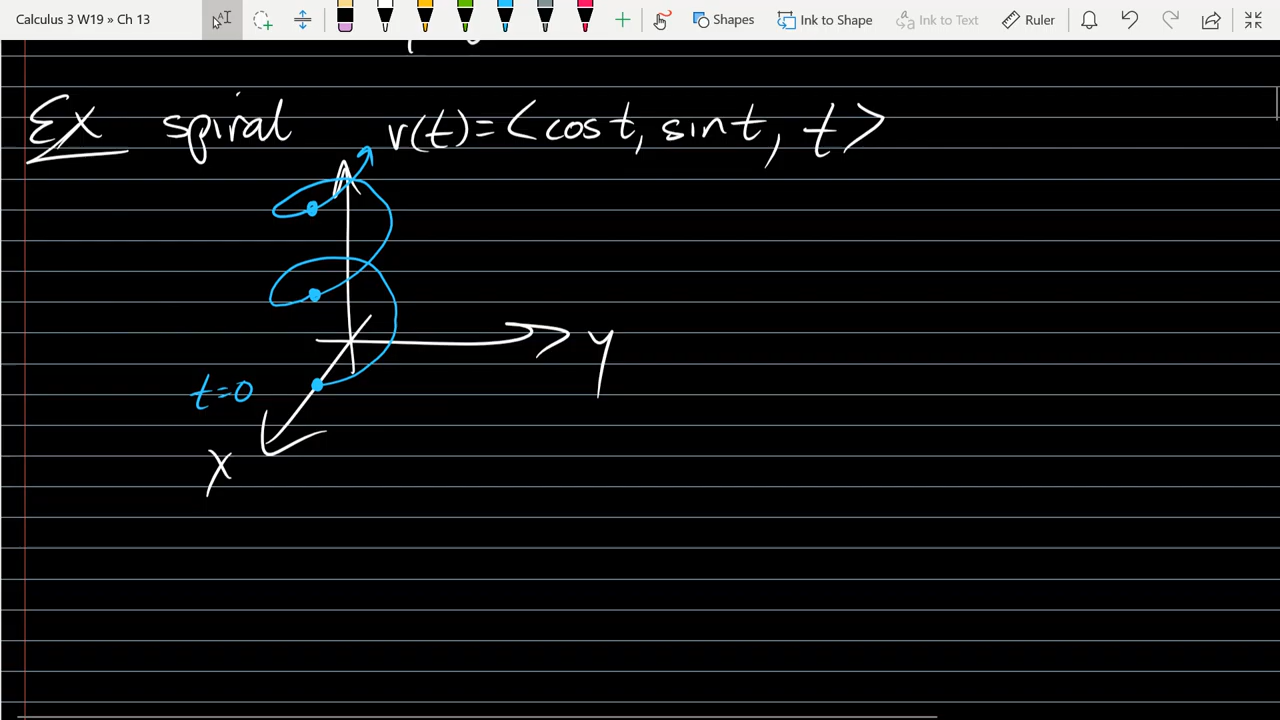 Calculus 3 W19 » Ch 13
Shapes
Ink to Shape
Ink to Text
Ruler
Ex spiral r(t)=<cos t, sin t, t>
y
t=0
x